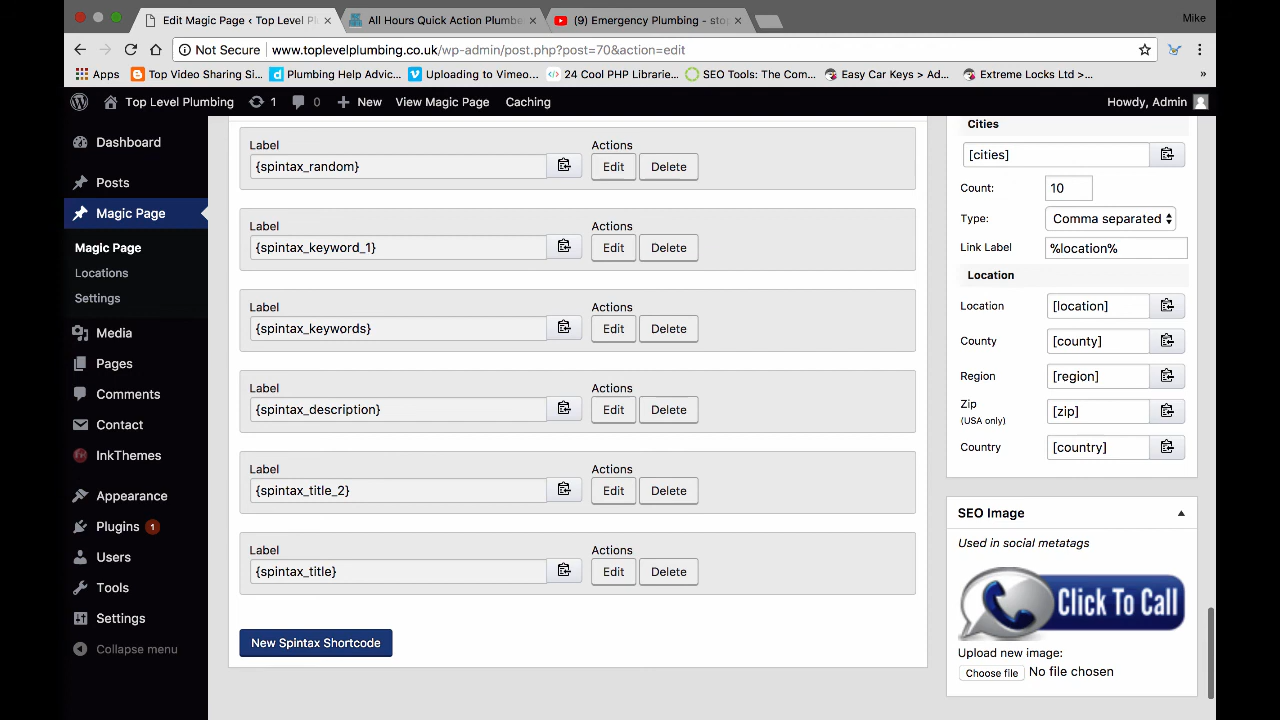 Edit Magic Page ‹ Top Level Pl
All Hours Quick Action Plumbe
(9) Emergency Plumbing - stop
Mike
Not Secure
www.toplevelplumbing.co.uk/wp-admin/post.php?post=70&action=edit
Apps
Top Video Sharing Si...
Plumbing Help Advic...
Uploading to Vimeo...
24 Cool PHP Librarie...
SEO Tools: The Com...
Easy Car Keys > Ad...
Extreme Locks Ltd >...
»
Top Level Plumbing
1
0
New
View Magic Page
Caching
Howdy, Admin
Dashboard
Posts
Magic Page
Magic Page
Locations
Settings
Media
Pages
Comments
Contact
InkThemes
Appearance
Plugins 1
Users
Tools
Settings
Collapse menu
Label
Actions
{spintax_random}
Edit
Delete
Label
Actions
{spintax_keyword_1}
Edit
Delete
Label
Actions
{spintax_keywords}
Edit
Delete
Label
Actions
{spintax_description}
Edit
Delete
Label
Actions
{spintax_title_2}
Edit
Delete
Label
Actions
{spintax_title}
Edit
Delete
New Spintax Shortcode
Cities
[cities]
Count: 10
Type: Comma separated
Link Label %location%
Location
Location [location]
County [county]
Region [region]
Zip
(USA only)
[zip]
Country [country]
SEO Image
Used in social metatags
Click To Call
Upload new image:
Choose file No file chosen